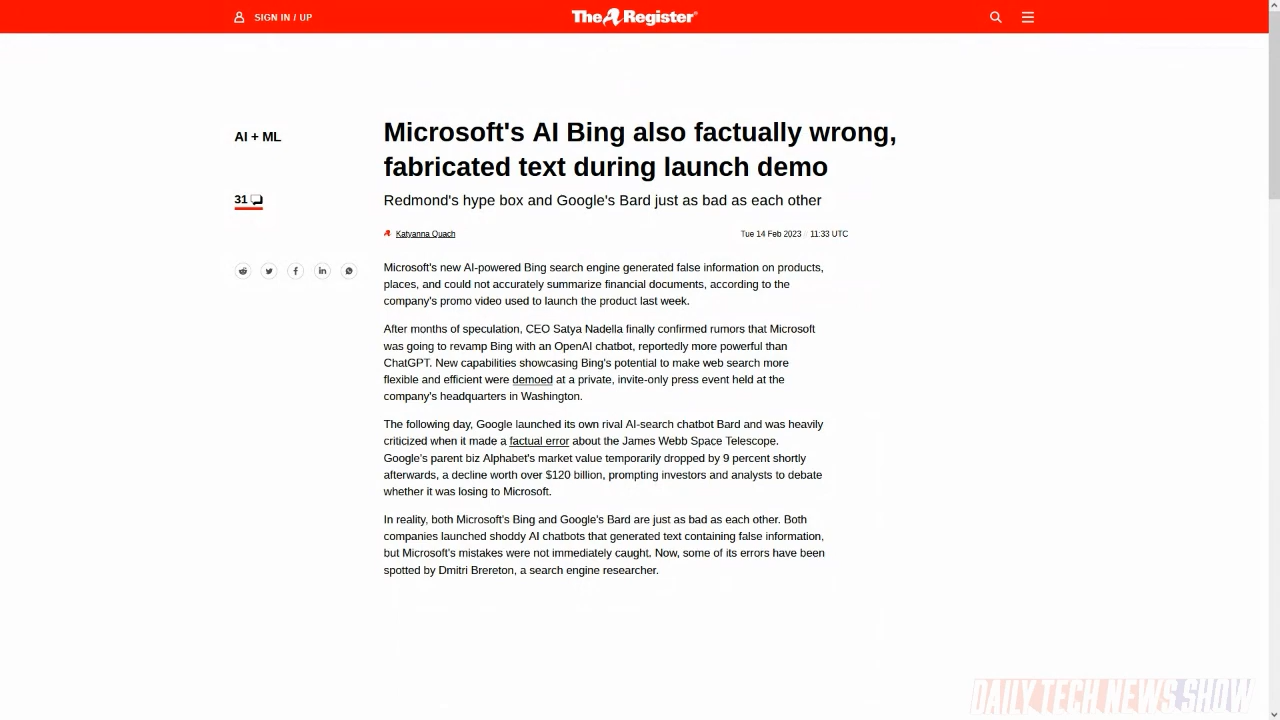 SIGN IN / UP
The Register
AI + ML
Microsoft's AI Bing also factually wrong,
fabricated text during launch demo
31
Redmond's hype box and Google's Bard just as bad as each other
Katyanna Quach
Tue 14 Feb 2023 11:33 UTC
Microsoft's new AI-powered Bing search engine generated false information on products,
places, and could not accurately summarize financial documents, according to the
company's promo video used to launch the product last week.
After months of speculation, CEO Satya Nadella finally confirmed rumors that Microsoft
was going to revamp Bing with an OpenAI chatbot, reportedly more powerful than
ChatGPT. New capabilities showcasing Bing's potential to make web search more
flexible and efficient were demoed at a private, invite-only press event held at the
company's headquarters in Washington.
The following day, Google launched its own rival AI-search chatbot Bard and was heavily
criticized when it made a factual error about the James Webb Space Telescope.
Google's parent biz Alphabet's market value temporarily dropped by 9 percent shortly
afterwards, a decline worth over $120 billion, prompting investors and analysts to debate
whether it was losing to Microsoft.
In reality, both Microsoft's Bing and Google's Bard are just as bad as each other. Both
companies launched shoddy AI chatbots that generated text containing false information,
but Microsoft's mistakes were not immediately caught. Now, some of its errors have been
spotted by Dmitri Brereton, a search engine researcher.
DAILY TECH NEWS SHOW